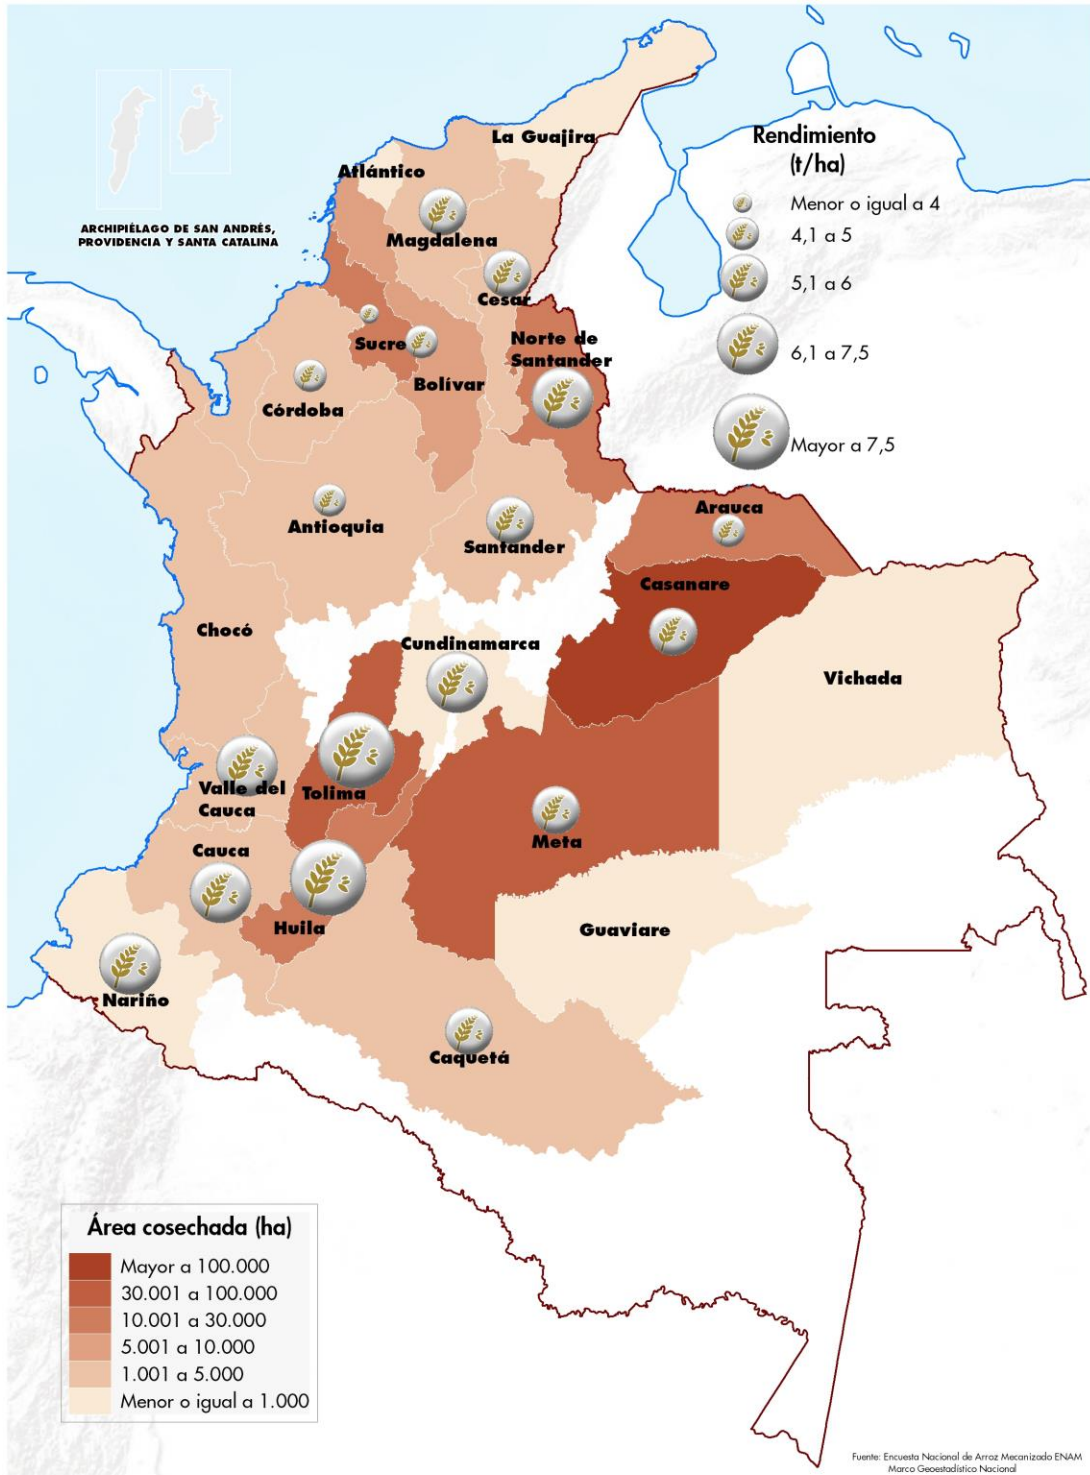 La Guajira
Atlántico
ARCHIPIÉLAGO DE SAN ANDRÉS,
PROVIDENCIA Y SANTA CATALINA
Magdalena
Cesar
Sucre
Norte de
Santander
Bolívar
Córdoba
Antioquia
Santander
Arauca
Casanare
Chocó
Cundinamarca
Vichada
Valle del
Cauca
Tolima
Meta
Cauca
Huila
Guaviare
Nariño
Caquetá
Rendimiento
(t/ha)
Menor o igual a 4
4,1 a 5
5,1 a 6
6,1 a 7,5
Mayor a 7,5
Área cosechada (ha)
Mayor a 100.000
30.001 a 100.000
10.001 a 30.000
5.001 a 10.000
1.001 a 5.000
Menor o igual a 1.000
Fuente: Encuesta Nacional de Arroz Mecanizado ENAM
Marco Geoestadístico Nacional